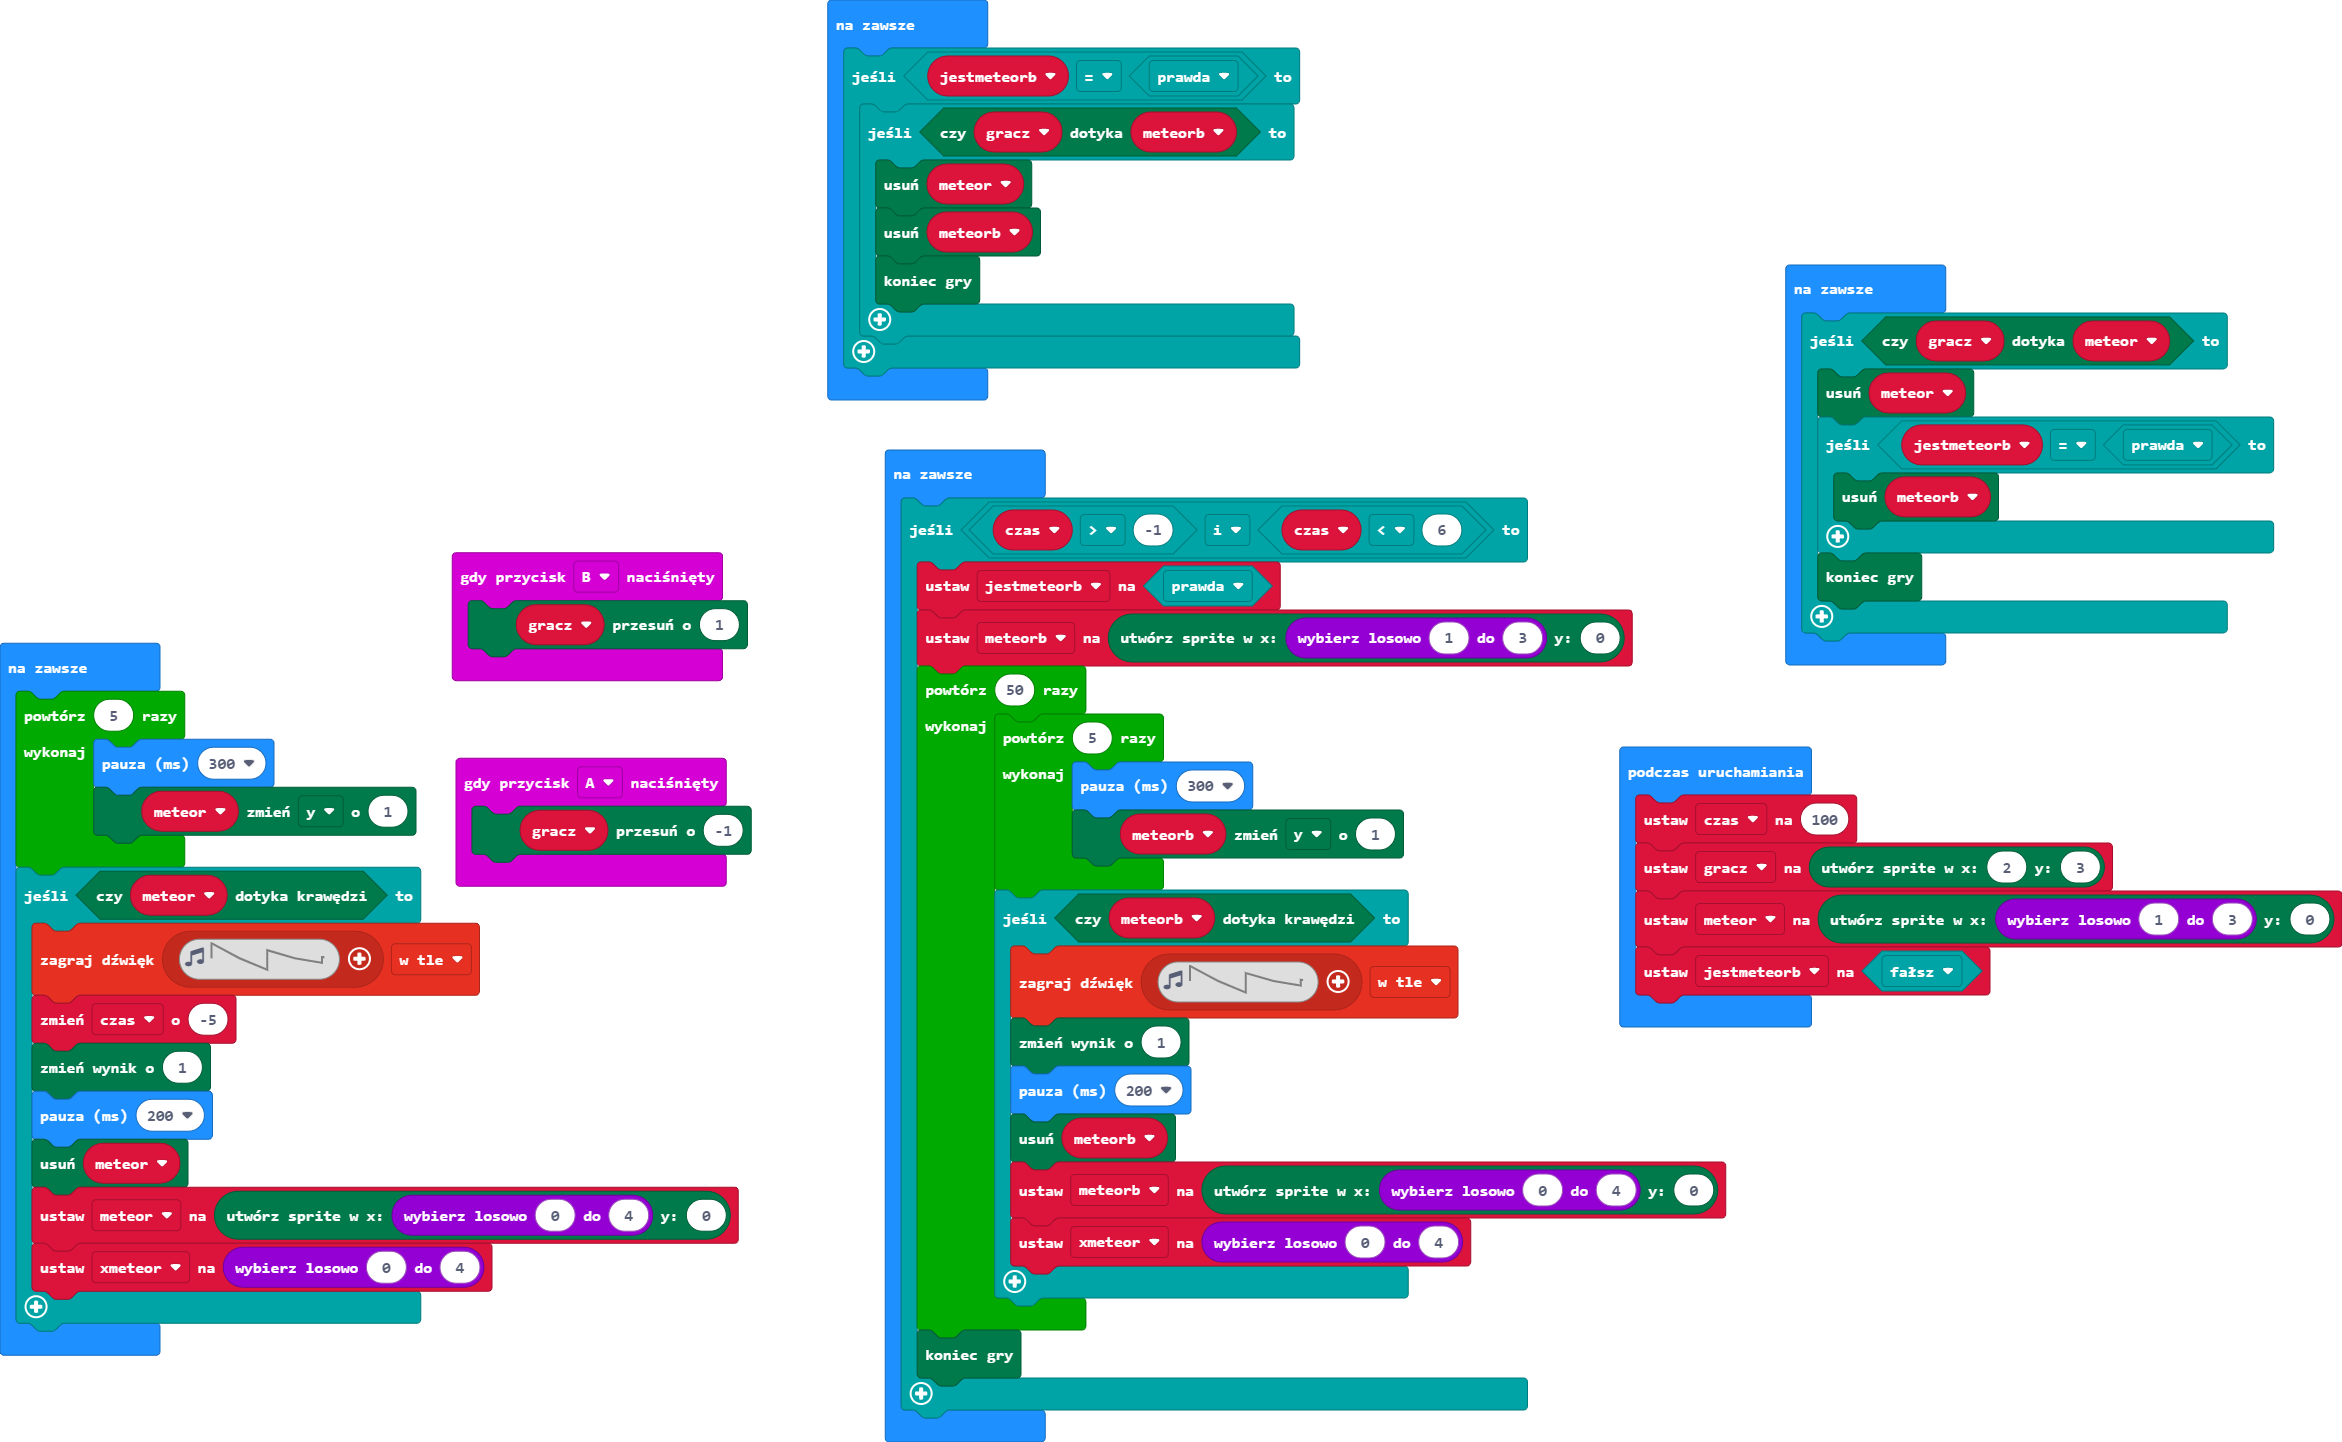 na zawsze
jeśli jestmeteorb = prawda to
jeśli czy gracz dotyka meteorb to
usuń meteor
usuń meteorb
koniec gry
na zawsze
jeśli czy gracz dotyka meteor to
usuń meteor
jeśli jestmeteorb = prawda to
usuń meteorb
koniec gry
na zawsze
jeśli czas > -1 i czas < 6 to
ustaw jestmeteorb na prawda
ustaw meteorb na utwórz sprite w x: wybierz losowo 1 do 3 y: 0
powtórz 50 razy
wykonaj
powtórz 5 razy
wykonaj
pauza (ms) 300
meteorb zmień y o 1
jeśli czy meteorb dotyka krawędzi to
zagraj dźwięk w tle
zmień wynik o 1
pauza (ms) 200
usuń meteorb
ustaw meteorb na utwórz sprite w x: wybierz losowo 0 do 4 y: 0
ustaw xmeteor na wybierz losowo 0 do 4
koniec gry
gdy przycisk B naciśnięty
gracz przesuń o 1
gdy przycisk A naciśnięty
gracz przesuń o -1
na zawsze
powtórz 5 razy
wykonaj
pauza (ms) 300
meteor zmień y o 1
jeśli czy meteor dotyka krawędzi to
zagraj dźwięk w tle
zmień czas o -5
zmień wynik o 1
pauza (ms) 200
usuń meteor
ustaw meteor na utwórz sprite w x: wybierz losowo 0 do 4 y: 0
ustaw xmeteor na wybierz losowo 0 do 4
podczas uruchamiania
ustaw czas na 100
ustaw gracz na utwórz sprite w x: 2 y: 3
ustaw meteor na utwórz sprite w x: wybierz losowo 1 do 3 y: 0
ustaw jestmeteorb na fałsz